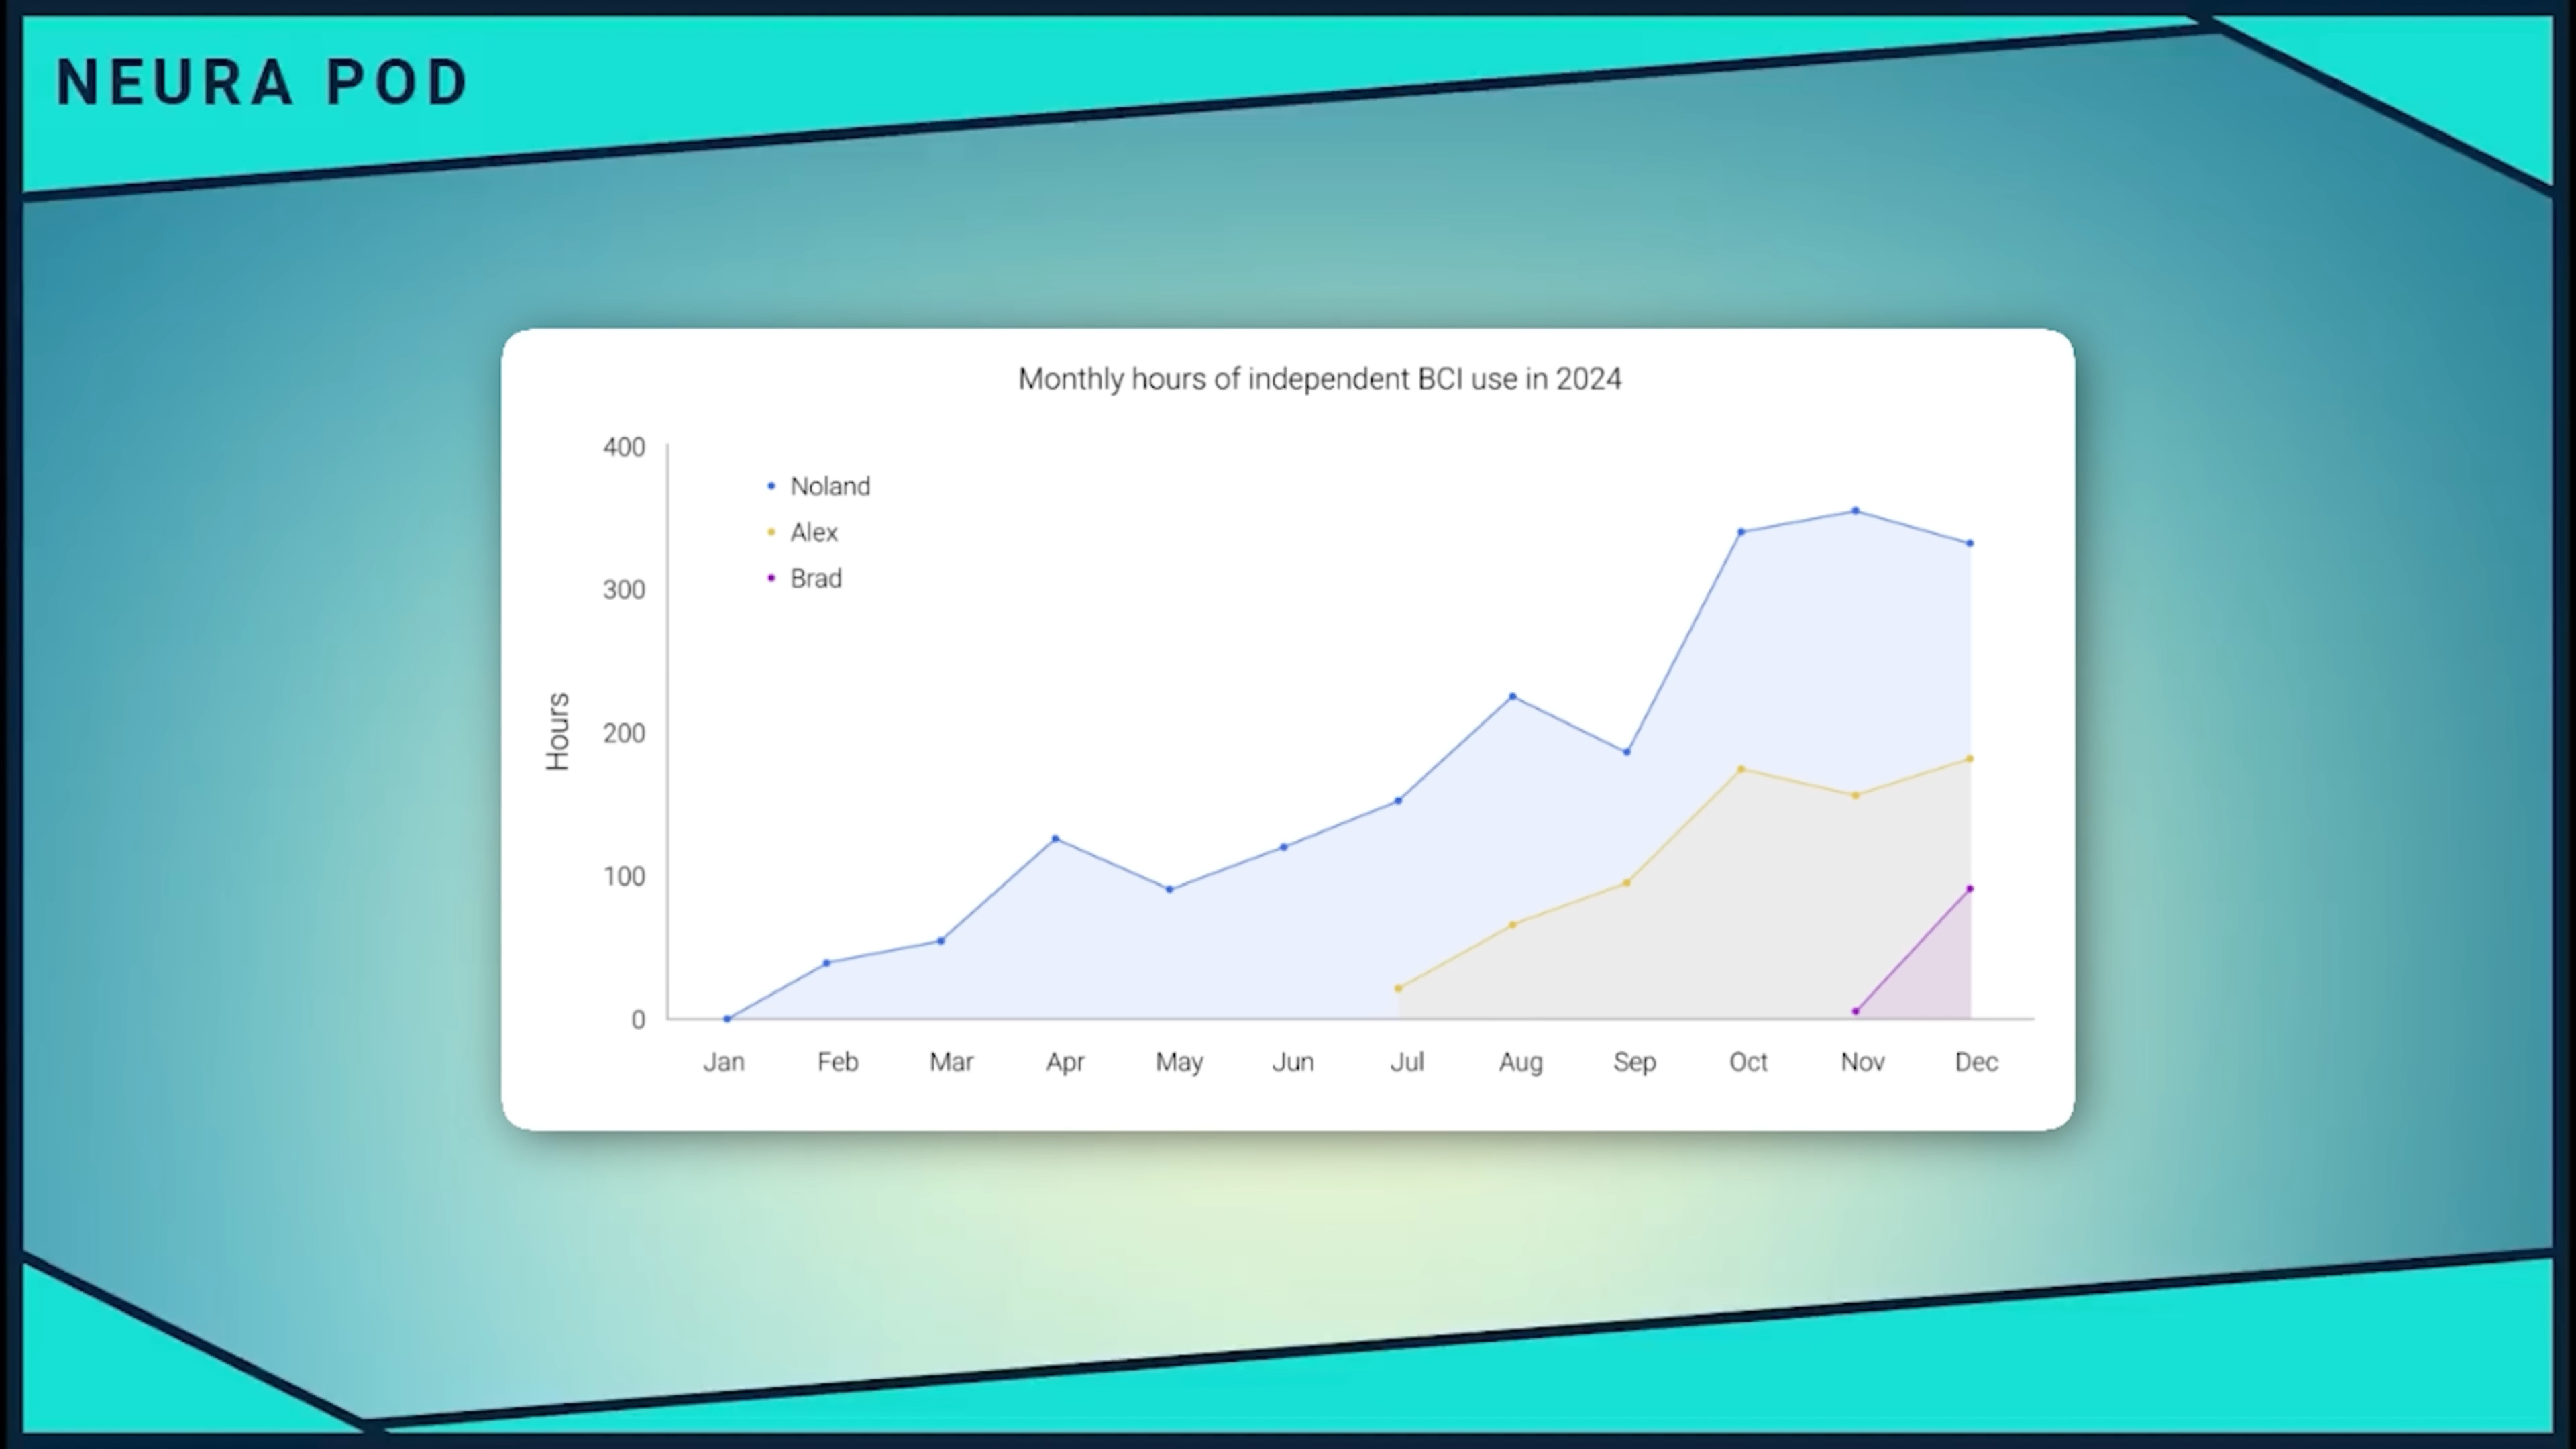 NEURA POD
Monthly hours of independent BCI use in 2024
400
300
200
100
0
Hours
Noland
Alex
Brad
Jan Feb Mar Apr May Jun Jul Aug Sep Oct Nov Dec